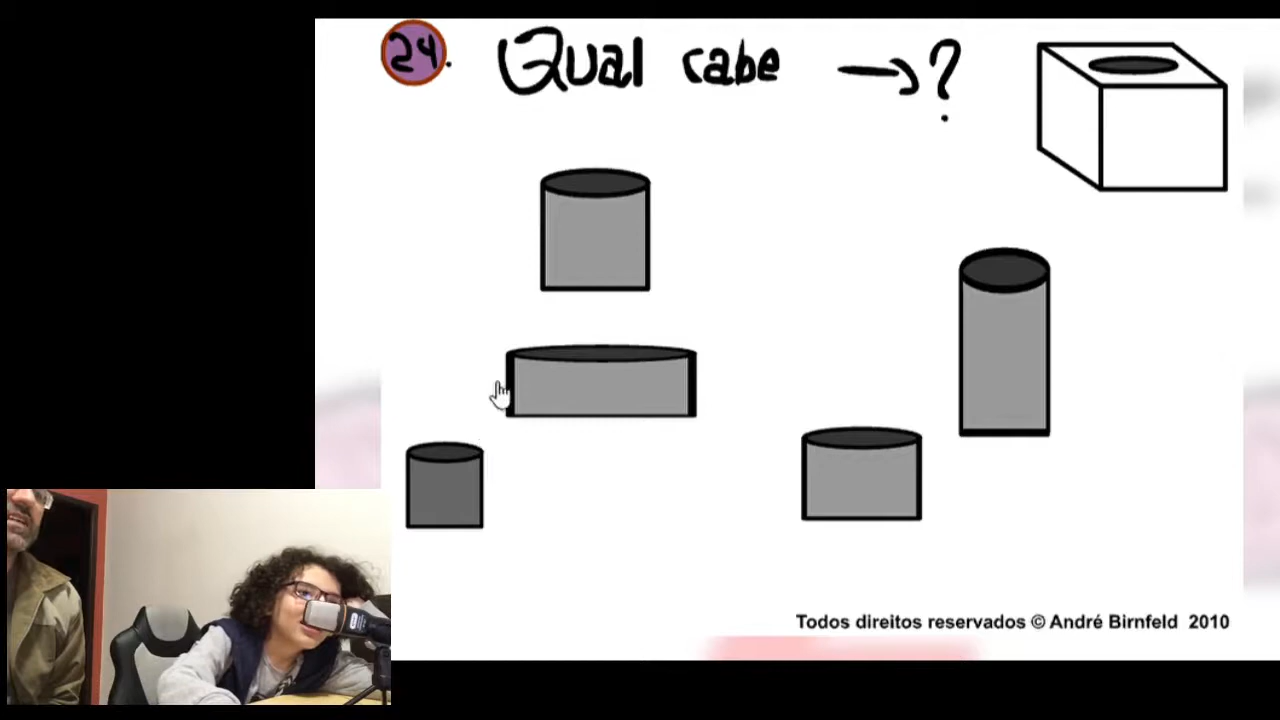 24. Qual cabe → ?
Todos direitos reservados © André Birnfeld 2010